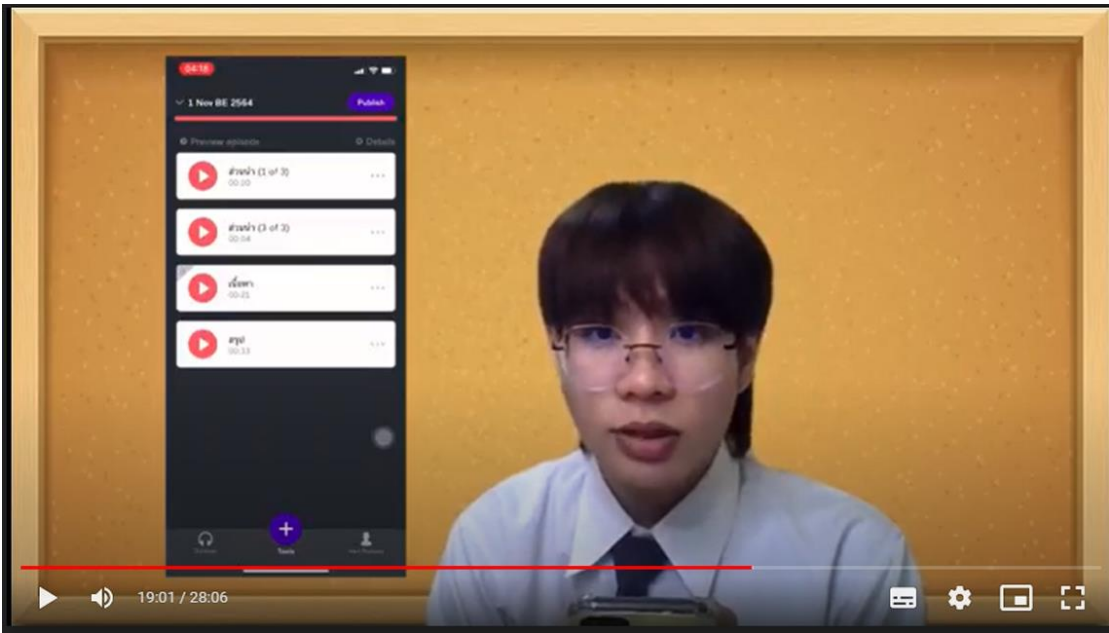 04:18
1 Nov BE 2564
Publish
Preview episode
Details
ส่วนนำ (1 of 3)
00:20
ส่วนนำ (3 of 3)
00:04
เนื้อหา
00:21
สรุป
00:33
Tools
19:01 / 28:06